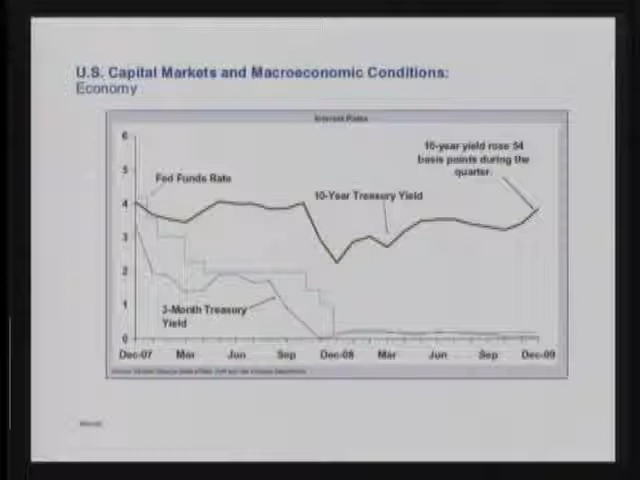 U.S. Capital Markets and Macroeconomic Conditions:
Economy
Interest Rates
6
10-year yield rose 54
basis points during the
quarter.
5
Fed Funds Rate
10-Year Treasury Yield
4
3
2
3-Month Treasury
Yield
1
0
Dec-07 Mar Jun Sep Dec-08 Mar Jun Sep Dec-09